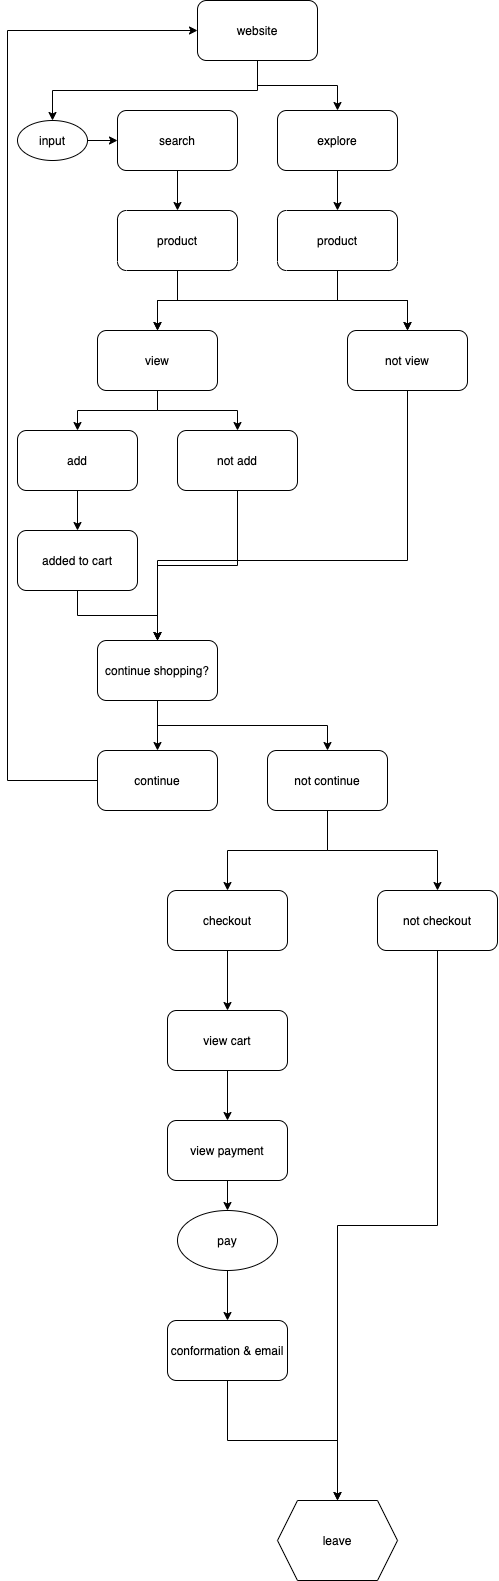 website
input
search
explore
product
product
view
not view
add
not add
added to cart
continue shopping?
continue
not continue
checkout
not checkout
view cart
view payment
pay
conformation & email
leave